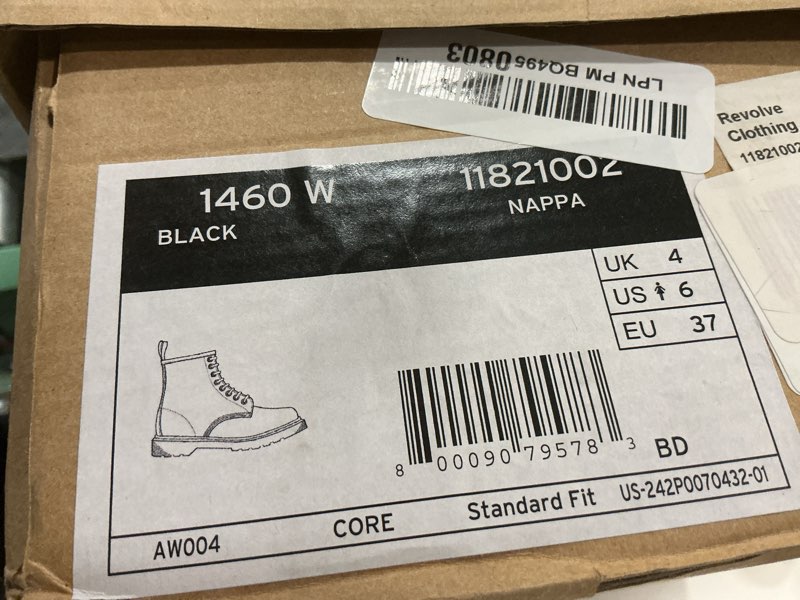 LPN PM BQ4950803
Revolve
Clothing
11821002
1460 W 11821002
BLACK NAPPA
UK 4
US 6
EU 37
8 00090 79578 3
BD
AW004 CORE Standard Fit US-242P0070432-01